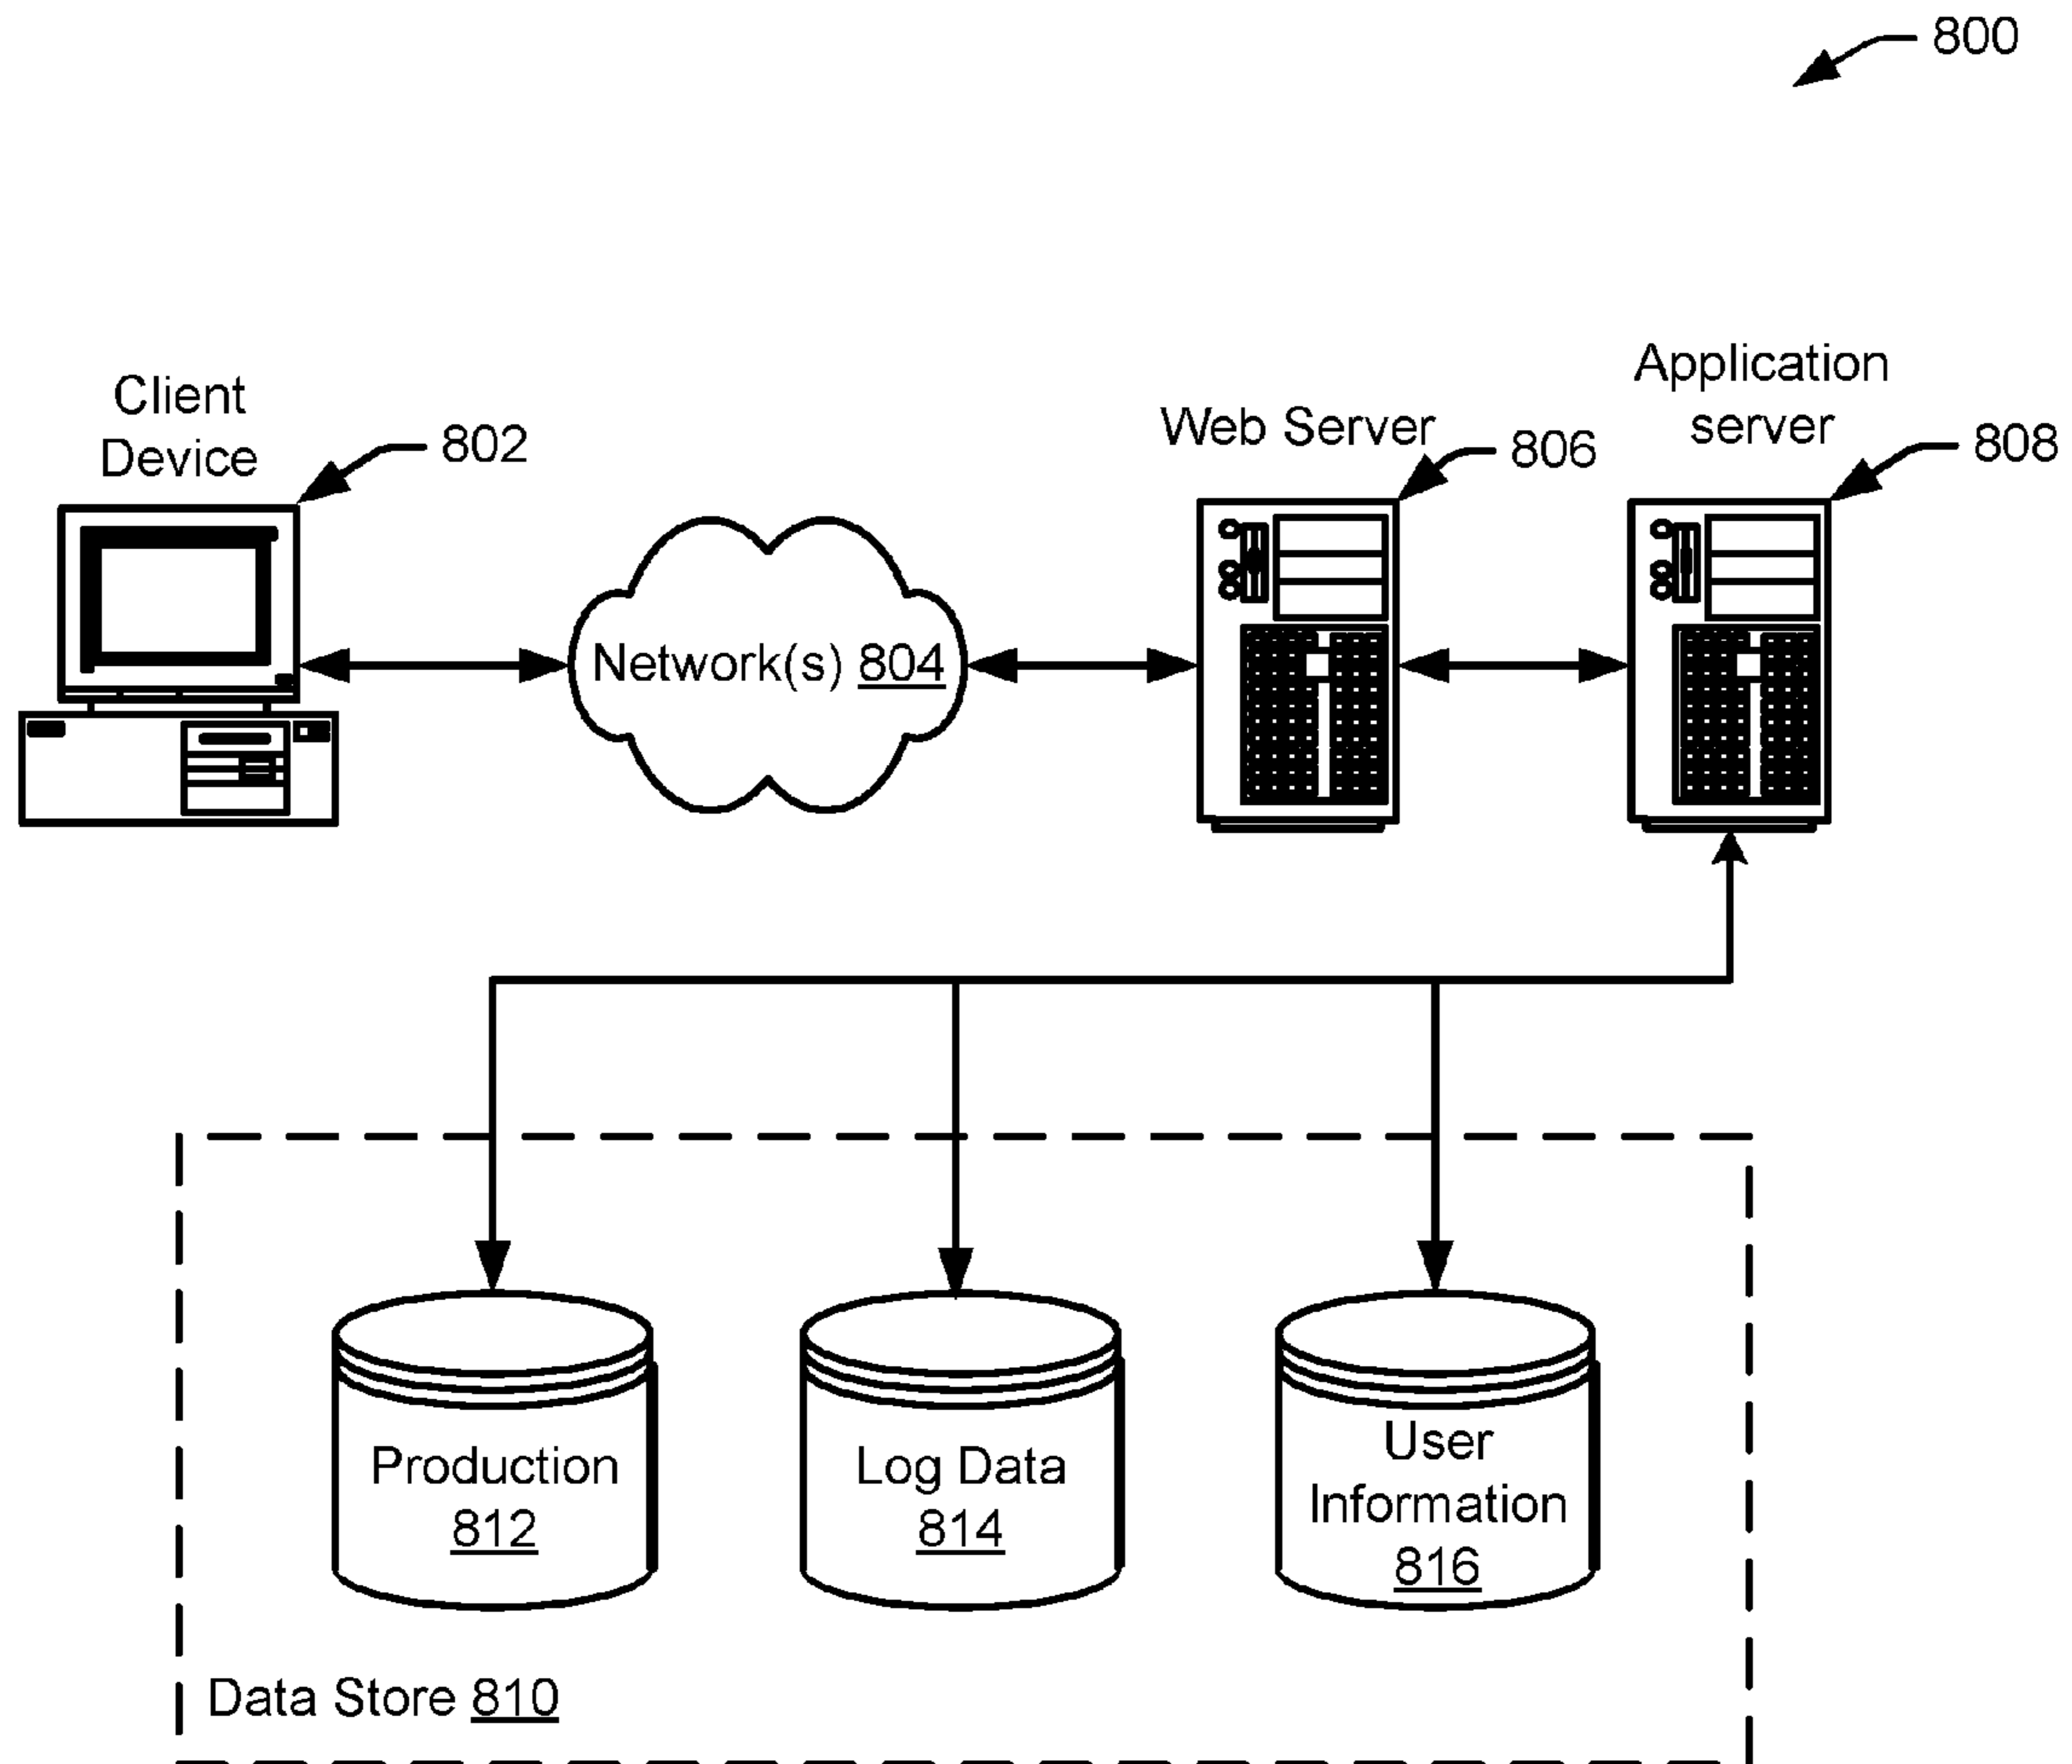 800
Client
Device
802
Network(s) 804
Web Server
806
Application
server
808
Production
812
Log Data
814
User
Information
816
Data Store 810